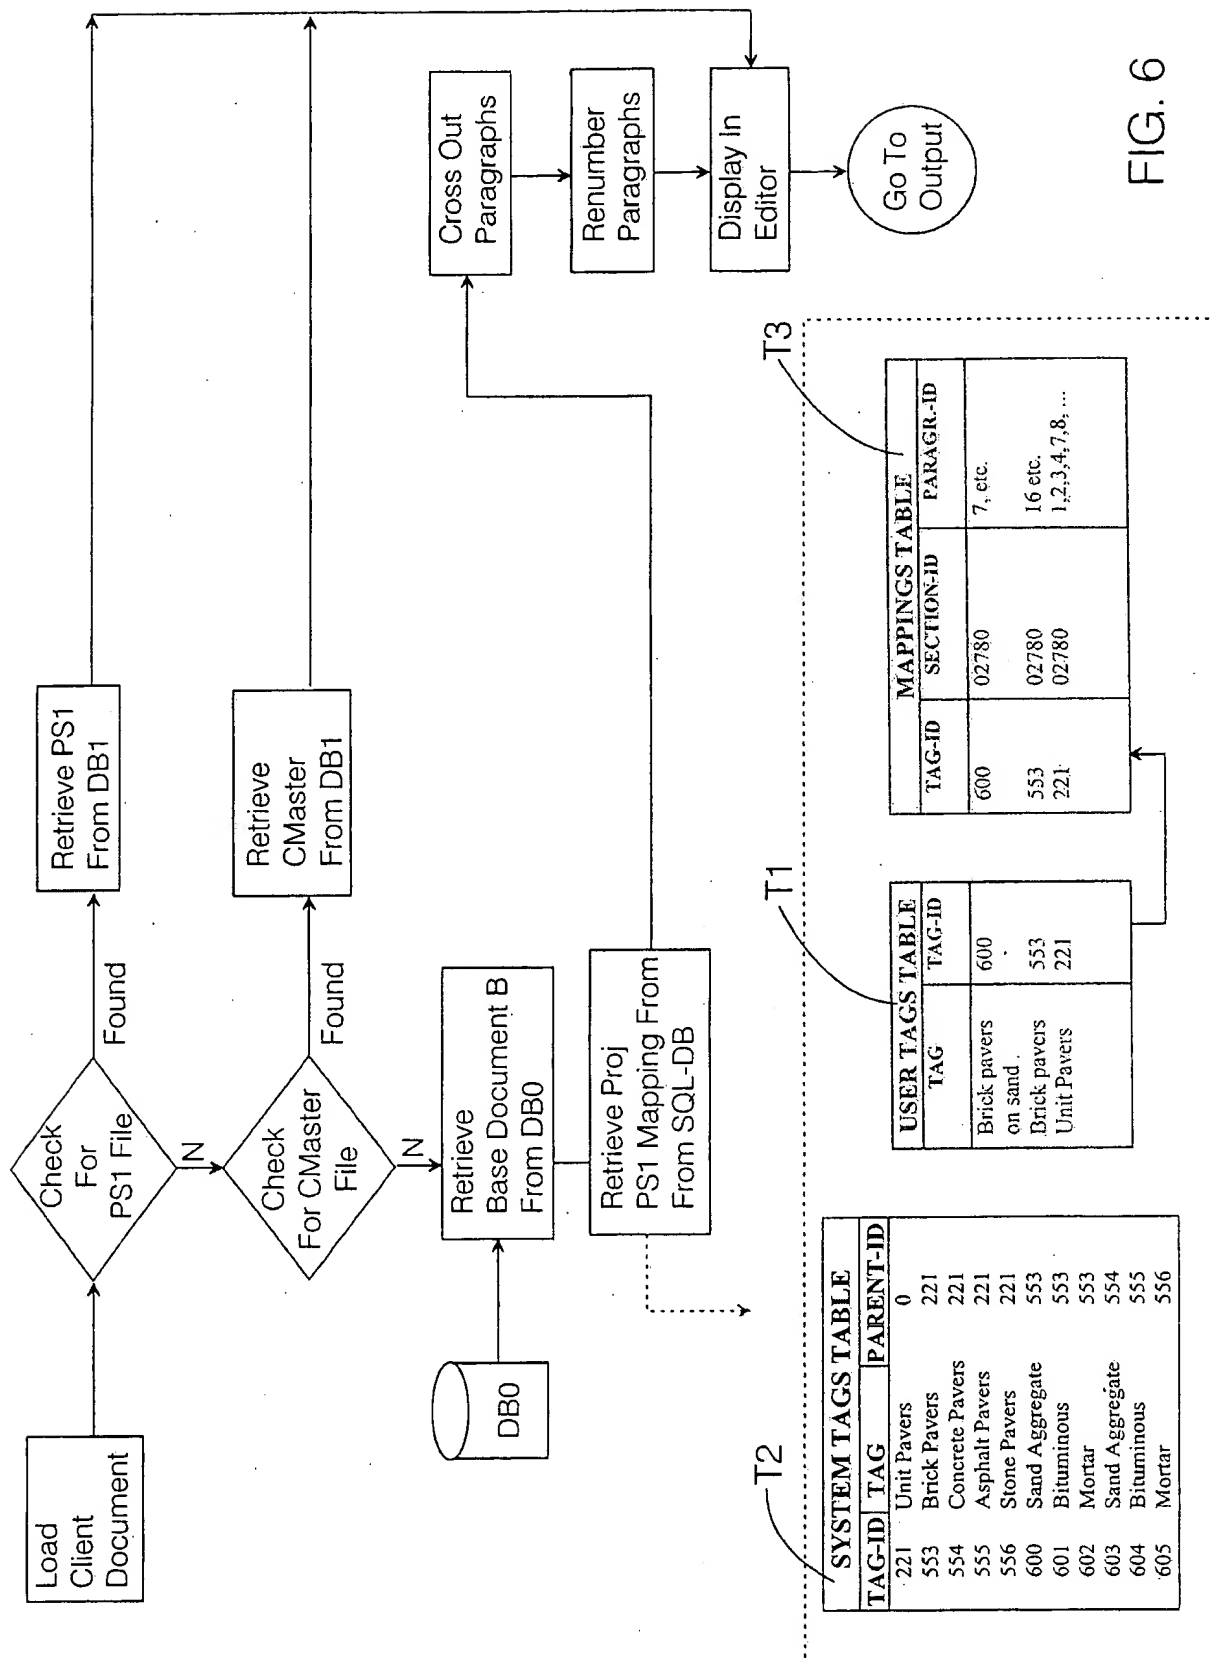 Load
Client
Document
Check
For
PS1 File
Found
Retrieve PS1
From DB1
N
Check
For CMaster
File
Found
Retrieve
CMaster
From DB1
N
DB0
Retrieve
Base Document B
From DB0
Retrieve Proj
PS1 Mapping From
From SQL-DB
Cross Out
Paragraphs
Renumber
Paragraphs
Display In
Editor
Go To
Output
T2
SYSTEM TAGS TABLE
TAG-ID TAG PARENT-ID
221 Unit Pavers 0
553 Brick Pavers 221
554 Concrete Pavers 221
555 Asphalt Pavers 221
556 Stone Pavers 221
600 Sand Aggregate 553
601 Bituminous 553
602 Mortar 553
603 Sand Aggregate 554
604 Bituminous 555
605 Mortar 556
T1
USER TAGS TABLE
TAG TAG-ID
Brick pavers 600
on sand
Brick pavers 553
Unit Pavers 221
T3
MAPPINGS TABLE
TAG-ID SECTION-ID PARAGR.-ID
600 02780 7, etc.
553 02780 16 etc.
221 02780 1,2,3,4,7,8, ...
FIG. 6